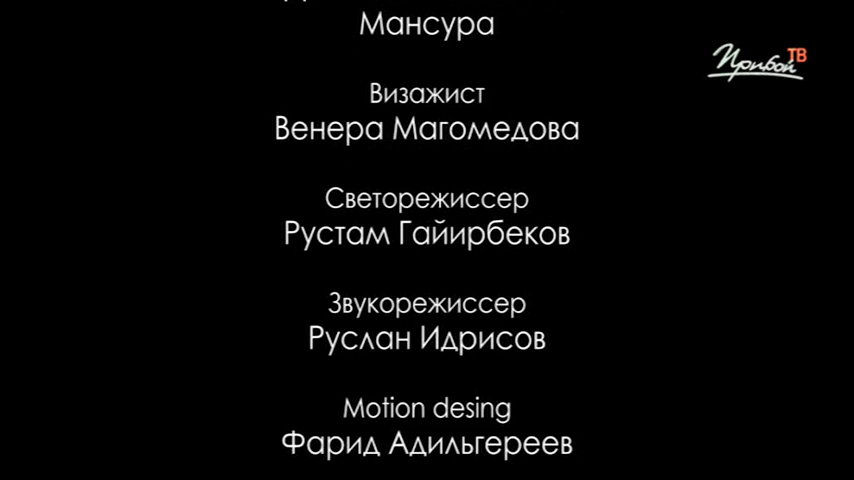 Мансура
Прибой ТВ
Визажист
Венера Магомедова
Светорежиссер
Рустам Гайирбеков
Звукорежиссер
Руслан Идрисов
Motion desing
Фарид Адильгереев